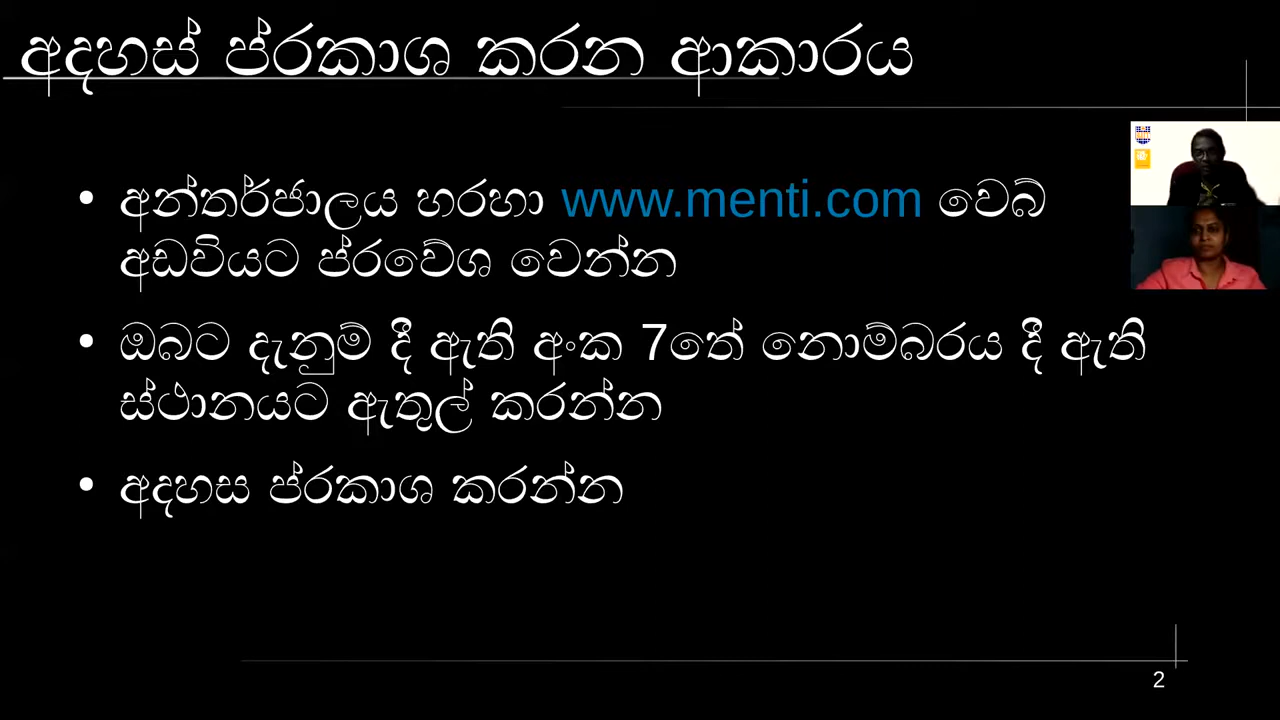 අදහස් ප්රකාශ කරන ආකාරය
• අන්තර්ජාලය හරහා www.menti.com වෙබ්
අඩවියට ප්රවේශ වෙන්න
• ඔබට දැනුම් දී ඇති අංක 7තේ නොම්බරය දී ඇති
ස්ථානයට ඇතුල් කරන්න
• අදහස ප්රකාශ කරන්න
2